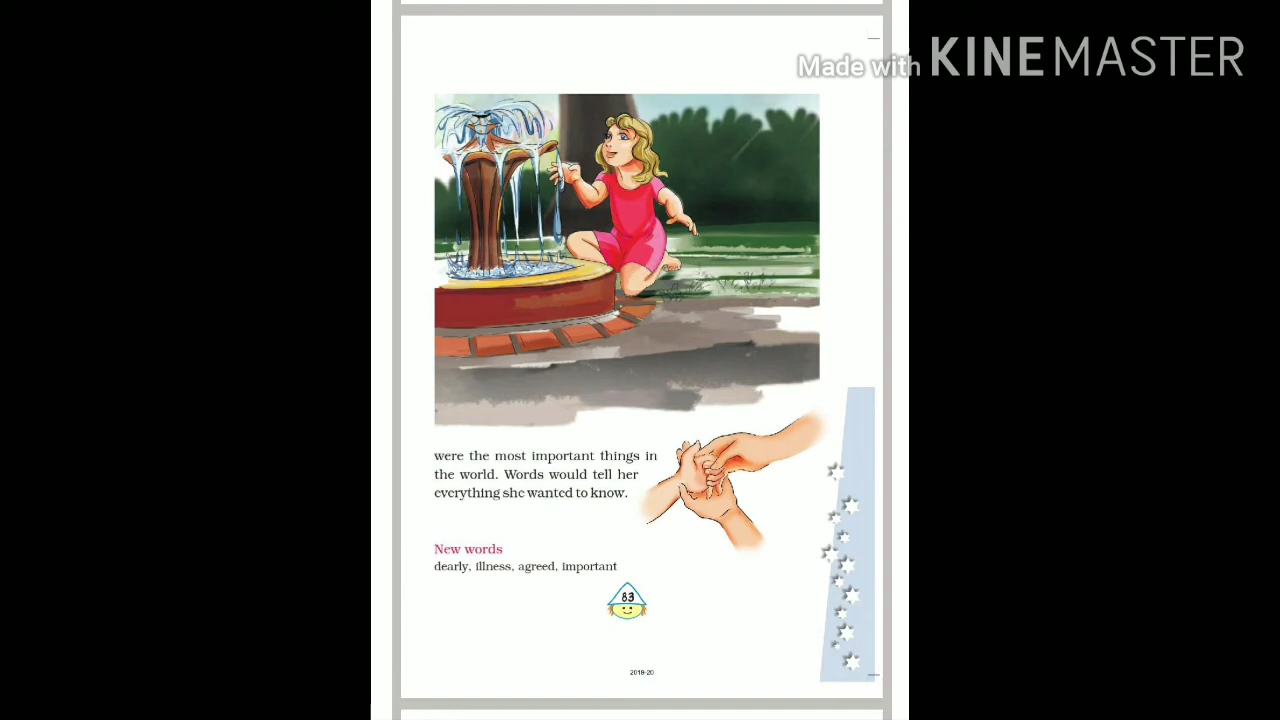 Made with KINEMASTER
were the most important things in
the world. Words would tell her
everything she wanted to know.
New words
dearly, illness, agreed, important
83
2019-20